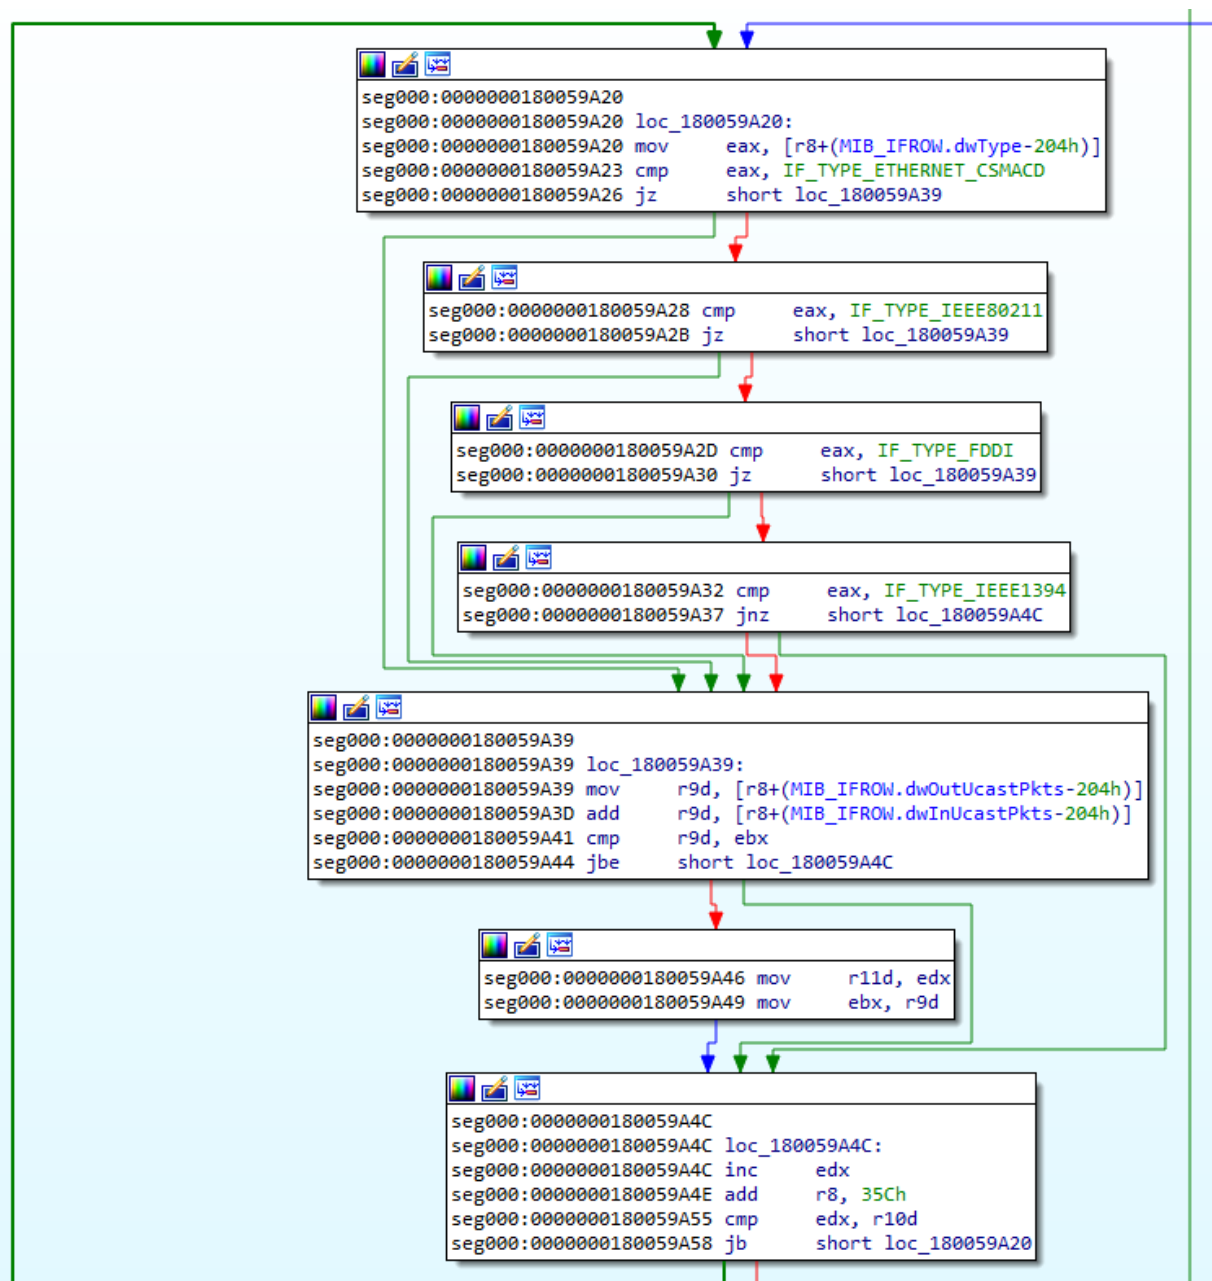 seg000:0000000180059A20
seg000:0000000180059A20 loc_180059A20:
seg000:0000000180059A20 mov eax, [r8+(MIB_IFROW.dwType-204h)]
seg000:0000000180059A23 cmp eax, IF_TYPE_ETHERNET_CSMACD
seg000:0000000180059A26 jz short loc_180059A39
seg000:0000000180059A28 cmp eax, IF_TYPE_IEEE80211
seg000:0000000180059A2B jz short loc_180059A39
seg000:0000000180059A2D cmp eax, IF_TYPE_FDDI
seg000:0000000180059A30 jz short loc_180059A39
seg000:0000000180059A32 cmp eax, IF_TYPE_IEEE1394
seg000:0000000180059A37 jnz short loc_180059A4C
seg000:0000000180059A39
seg000:0000000180059A39 loc_180059A39:
seg000:0000000180059A39 mov r9d, [r8+(MIB_IFROW.dwOutUcastPkts-204h)]
seg000:0000000180059A3D add r9d, [r8+(MIB_IFROW.dwInUcastPkts-204h)]
seg000:0000000180059A41 cmp r9d, ebx
seg000:0000000180059A44 jbe short loc_180059A4C
seg000:0000000180059A46 mov r11d, edx
seg000:0000000180059A49 mov ebx, r9d
seg000:0000000180059A4C
seg000:0000000180059A4C loc_180059A4C:
seg000:0000000180059A4C inc edx
seg000:0000000180059A4E add r8, 35Ch
seg000:0000000180059A55 cmp edx, r10d
seg000:0000000180059A58 jb short loc_180059A20